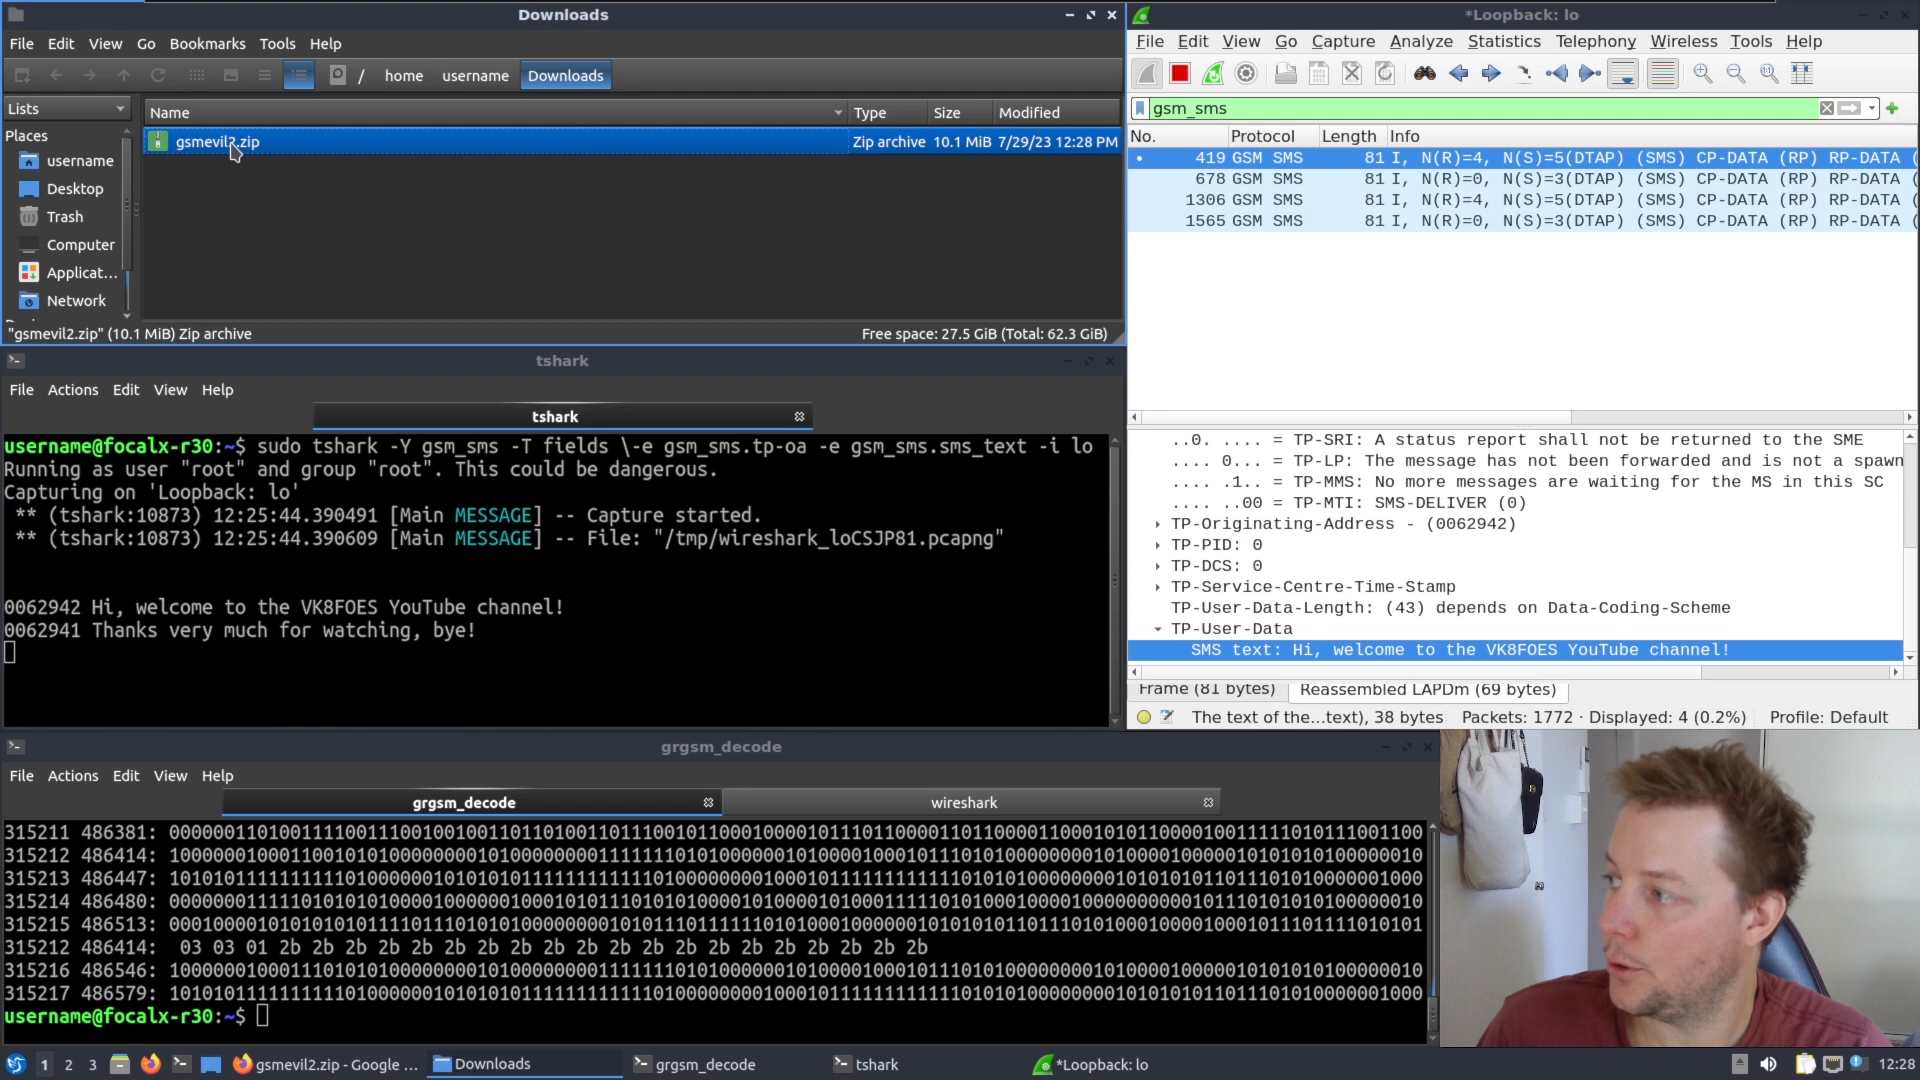 Downloads
File Edit View Go Bookmarks Tools Help
/ home username Downloads
Lists
Name Type Size Modified
Places
username
Desktop
Trash
Computer
Applicat...
Network
gsmevil2.zip Zip archive 10.1 MiB 7/29/23 12:28 PM
"gsmevil2.zip" (10.1 MiB) Zip archive Free space: 27.5 GiB (Total: 62.3 GiB)
*Loopback: lo
File Edit View Go Capture Analyze Statistics Telephony Wireless Tools Help
gsm_sms
No. Protocol Length Info
419 GSM SMS 81 I, N(R)=4, N(S)=5(DTAP) (SMS) CP-DATA (RP) RP-DATA (
678 GSM SMS 81 I, N(R)=0, N(S)=3(DTAP) (SMS) CP-DATA (RP) RP-DATA (
1306 GSM SMS 81 I, N(R)=4, N(S)=5(DTAP) (SMS) CP-DATA (RP) RP-DATA (
1565 GSM SMS 81 I, N(R)=0, N(S)=3(DTAP) (SMS) CP-DATA (RP) RP-DATA (
..0. .... = TP-SRI: A status report shall not be returned to the SME
.... 0... = TP-LP: The message has not been forwarded and is not a spawn
.... .1.. = TP-MMS: No more messages are waiting for the MS in this SC
.... ..00 = TP-MTI: SMS-DELIVER (0)
TP-Originating-Address - (0062942)
TP-PID: 0
TP-DCS: 0
TP-Service-Centre-Time-Stamp
TP-User-Data-Length: (43) depends on Data-Coding-Scheme
TP-User-Data
SMS text: Hi, welcome to the VK8FOES YouTube channel!
Frame (81 bytes) Reassembled LAPDm (69 bytes)
The text of the...text), 38 bytes Packets: 1772 · Displayed: 4 (0.2%) Profile: Default
tshark
File Actions Edit View Help
tshark
username@focalx-r30:~$ sudo tshark -Y gsm_sms -T fields \-e gsm_sms.tp-oa -e gsm_sms.sms_text -i lo
Running as user "root" and group "root". This could be dangerous.
Capturing on 'Loopback: lo'
** (tshark:10873) 12:25:44.390491 [Main MESSAGE] -- Capture started.
** (tshark:10873) 12:25:44.390609 [Main MESSAGE] -- File: "/tmp/wireshark_loCSJP81.pcapng"
0062942 Hi, welcome to the VK8FOES YouTube channel!
0062941 Thanks very much for watching, bye!
grgsm_decode
File Actions Edit View Help
grgsm_decode wireshark
315211 486381:
315212 486414:
315213 486447:
315214 486480:
315215 486513:
315212 486414: 03 03 01 2b 2b 2b 2b 2b 2b 2b 2b 2b 2b 2b 2b 2b 2b 2b 2b 2b 2b 2b 2b
315216 486546:
315217 486579:
username@focalx-r30:~$
1 2 3 gsmevil2.zip - Google ... Downloads grgsm_decode tshark *Loopback: lo 12:28